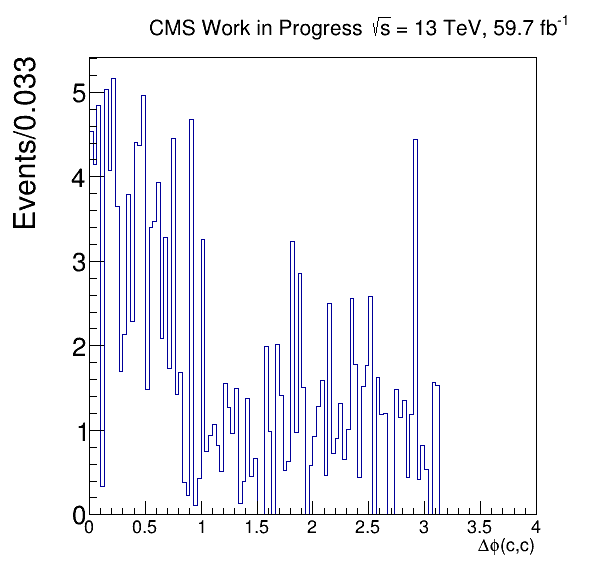 CMS Work in Progress √s = 13 TeV, 59.7 fb⁻¹
Events/0.033
5
4
3
2
1
0
0 0.5 1 1.5 2 2.5 3 3.5 4
Δϕ(c,c)